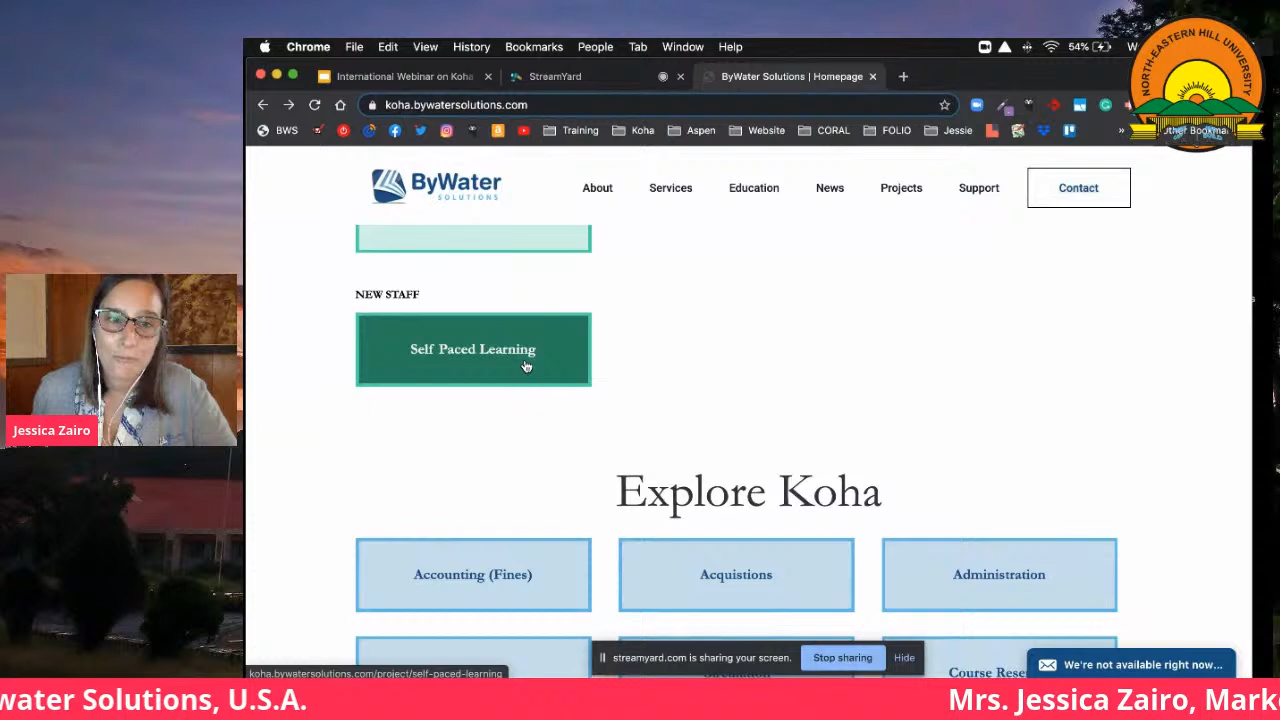 Chrome File Edit View History Bookmarks People Tab Window Help
54%
International Webinar on Koha
StreamYard
ByWater Solutions | Homepage
koha.bywatersolutions.com
BWS
Training
Koha
Aspen
Website
CORAL
FOLIO
Jessie
»
NORTH-EASTERN HILL UNIVERSITY
ByWater
SOLUTIONS
About
Services
Education
News
Projects
Support
Contact
NEW STAFF
Self Paced Learning
Jessica Zairo
Explore Koha
Accounting (Fines)
Acquistions
Administration
streamyard.com is sharing your screen.
Stop sharing
Hide
We're not available right now...
koha.bywatersolutions.com/project/self-paced-learning
Course
water Solutions, U.S.A.
Mrs. Jessica Zairo, Mark